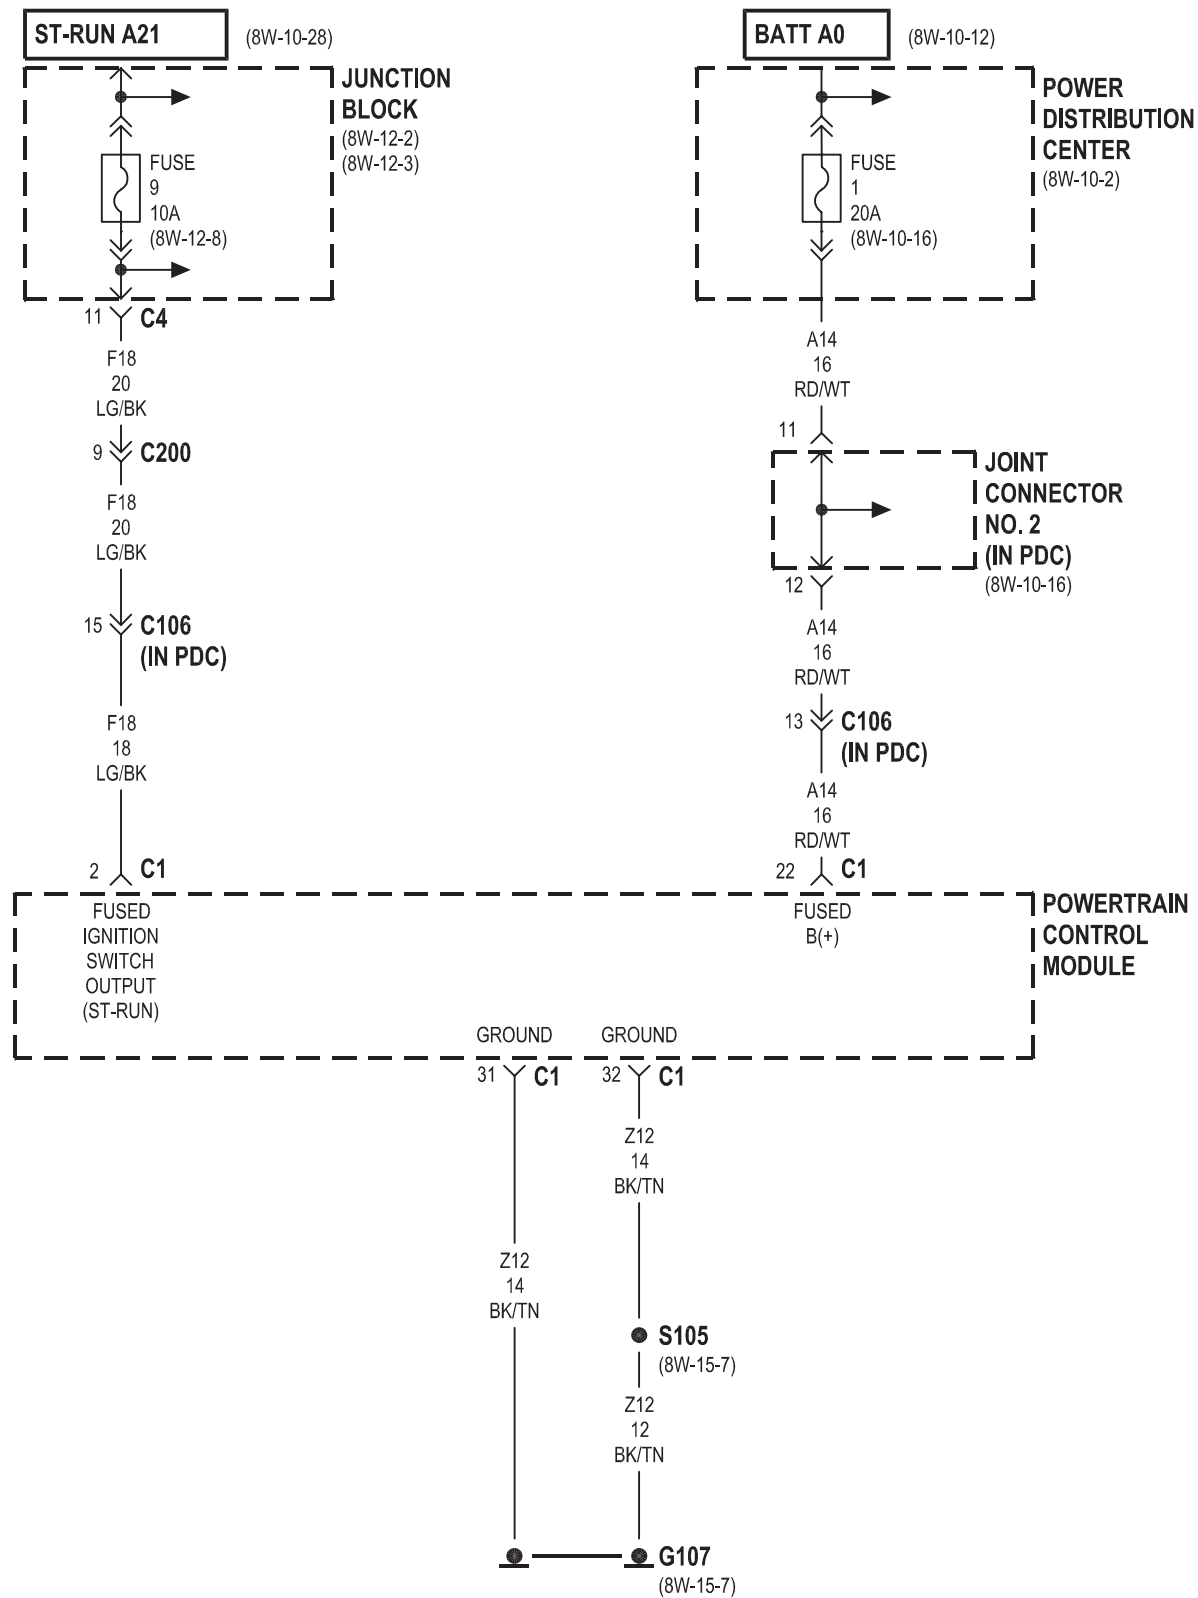 ST-RUN A21
(8W-10-28)
JUNCTION
BLOCK
(8W-12-2)
(8W-12-3)
FUSE
9
10A
(8W-12-8)
11
C4
F18
20
LG/BK
9
C200
F18
20
LG/BK
15
C106
(IN PDC)
F18
18
LG/BK
2
C1
BATT A0
(8W-10-12)
POWER
DISTRIBUTION
CENTER
(8W-10-2)
FUSE
1
20A
(8W-10-16)
A14
16
RD/WT
11
JOINT
CONNECTOR
NO. 2
(IN PDC)
(8W-10-16)
12
A14
16
RD/WT
13
C106
(IN PDC)
A14
16
RD/WT
22
C1
FUSED
IGNITION
SWITCH
OUTPUT
(ST-RUN)
FUSED
B(+)
POWERTRAIN
CONTROL
MODULE
GROUND
GROUND
31
C1
32
C1
Z12
14
BK/TN
Z12
14
BK/TN
S105
(8W-15-7)
Z12
12
BK/TN
G107
(8W-15-7)